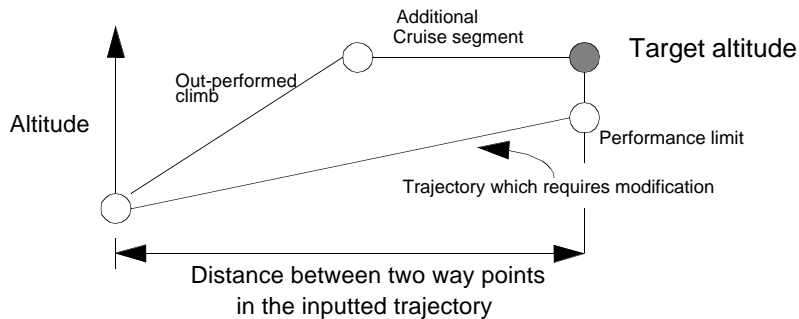 Additional
Cruise segment
Target altitude
Out-performed
climb
Altitude
Performance limit
Trajectory which requires modification
Distance between two way points
in the inputted trajectory